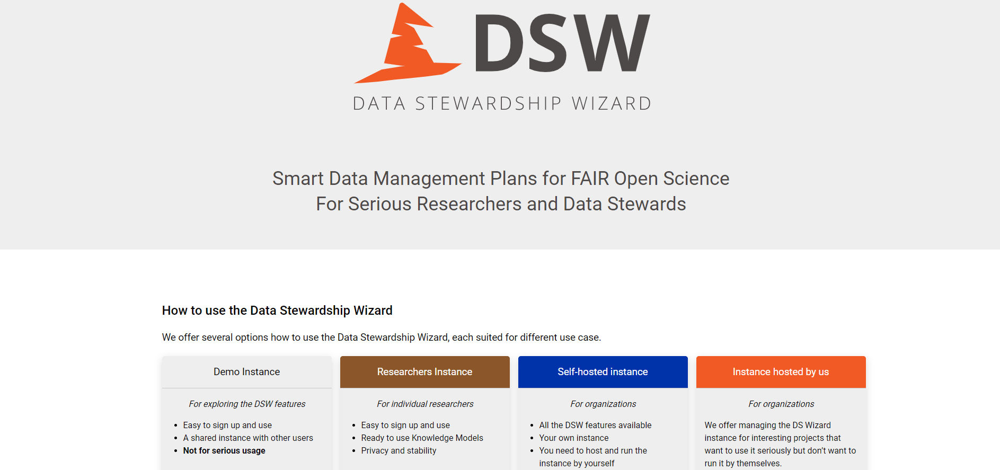 DSW
DATA STEWARDSHIP WIZARD
Smart Data Management Plans for FAIR Open Science
For Serious Researchers and Data Stewards
How to use the Data Stewardship Wizard
We offer several options how to use the Data Stewardship Wizard, each suited for different use case.
Demo Instance
For exploring the DSW features
Easy to sign up and use
A shared instance with other users
Not for serious usage
Researchers Instance
For individual researchers
Easy to sign up and use
Ready to use Knowledge Models
Privacy and stability
Self-hosted instance
For organizations
All the DSW features available
Your own instance
You need to host and run the
instance by yourself
Instance hosted by us
For organizations
We offer managing the DS Wizard
instance for interesting projects that
want to use it seriously but don’t want to
run it by themselves.